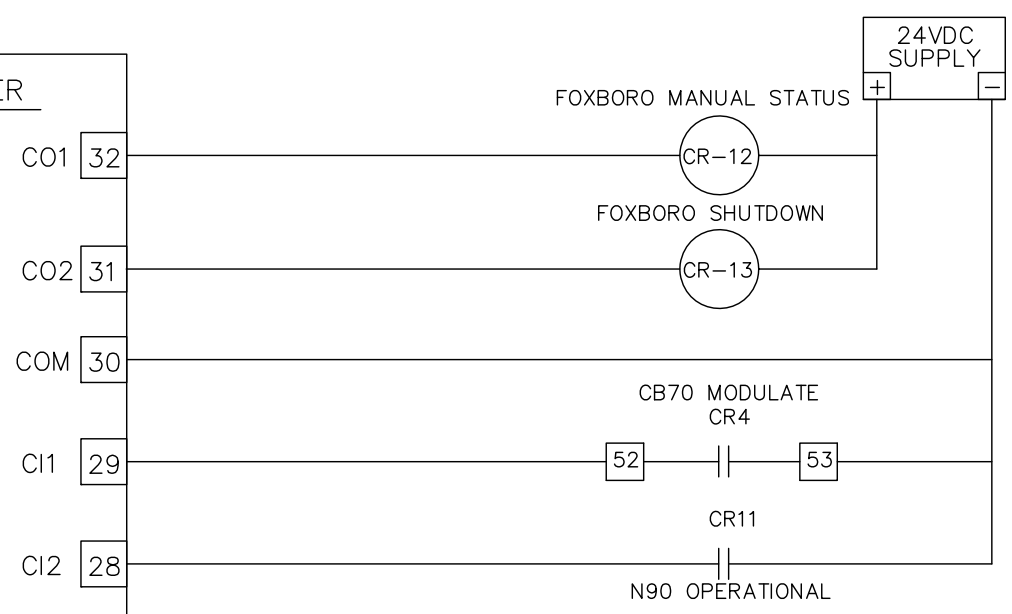 24VDC
SUPPLY
+ −
ER
FOXBORO MANUAL STATUS
CO1 32 CR−12
FOXBORO SHUTDOWN
CO2 31 CR−13
COM 30
CB70 MODULATE
CR4
CI1 29 52 53
CR11
CI2 28
N90 OPERATIONAL